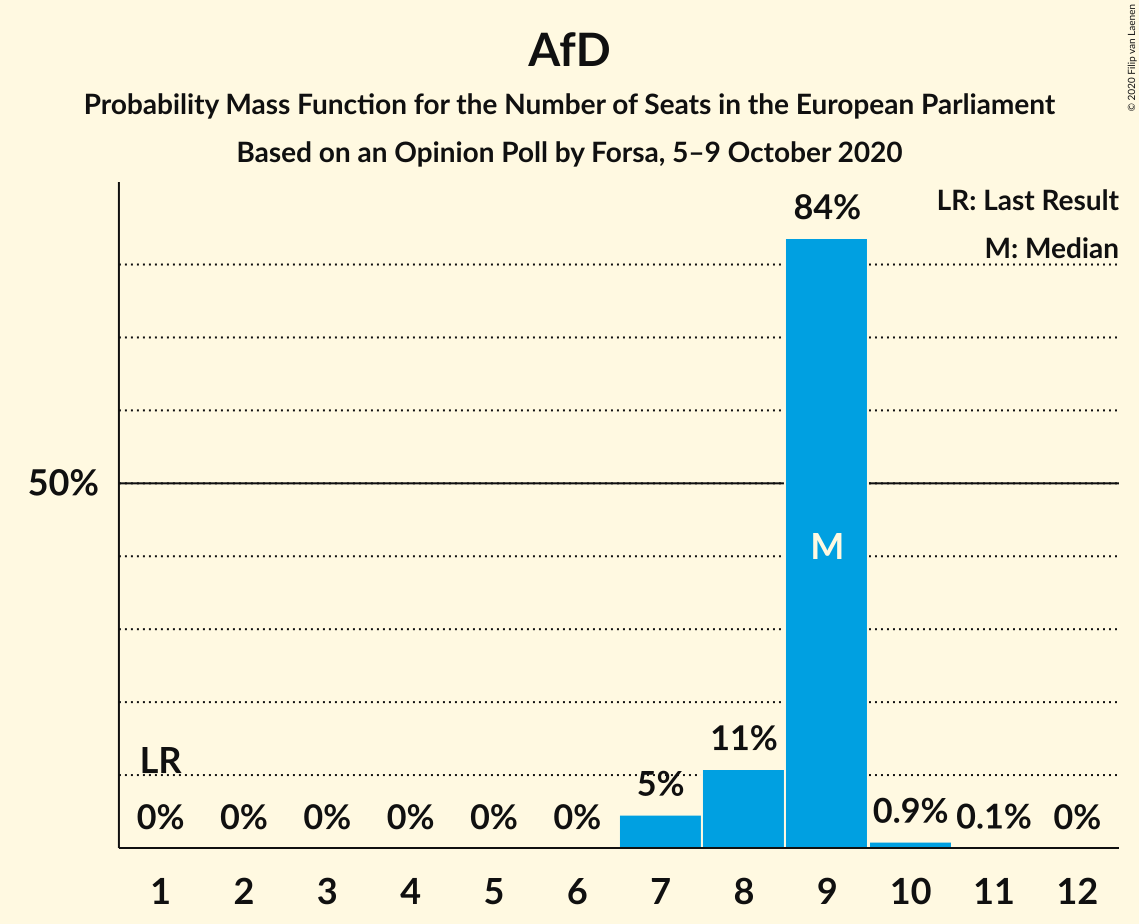 AfD
Probability Mass Function for the Number of Seats in the European Parliament
Based on an Opinion Poll by Forsa, 5–9 October 2020
© 2020 Filip van Laenen
LR: Last Result
M: Median
84%
50%
M
LR
11%
5%
0% 0% 0% 0% 0% 0% 0.9% 0.1% 0%
1 2 3 4 5 6 7 8 9 10 11 12